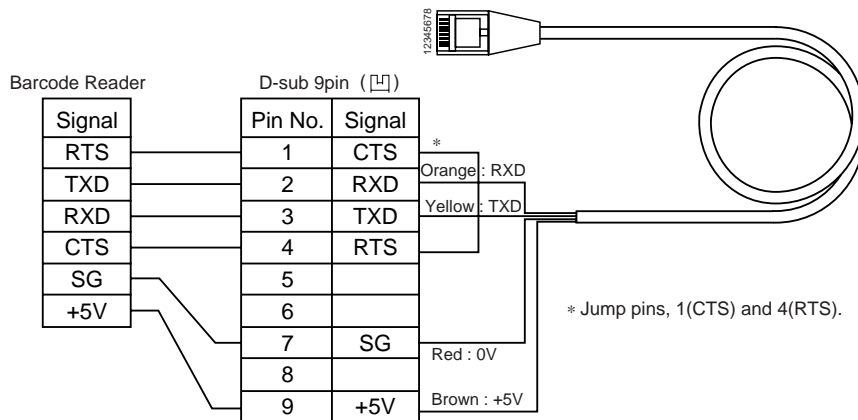 12345678
Barcode Reader
D-sub 9pin (凹)
Signal
Pin No. Signal
RTS 1 CTS *
Orange : RXD
TXD 2 RXD
Yellow : TXD
RXD 3 TXD
CTS 4 RTS
SG 5
+5V 6
* Jump pins, 1(CTS) and 4(RTS).
7 SG
Red : 0V
8
9 +5V
Brown : +5V